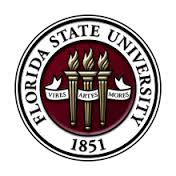 FLORIDA STATE UNIVERSITY
VIRES ARTES MORES
1851